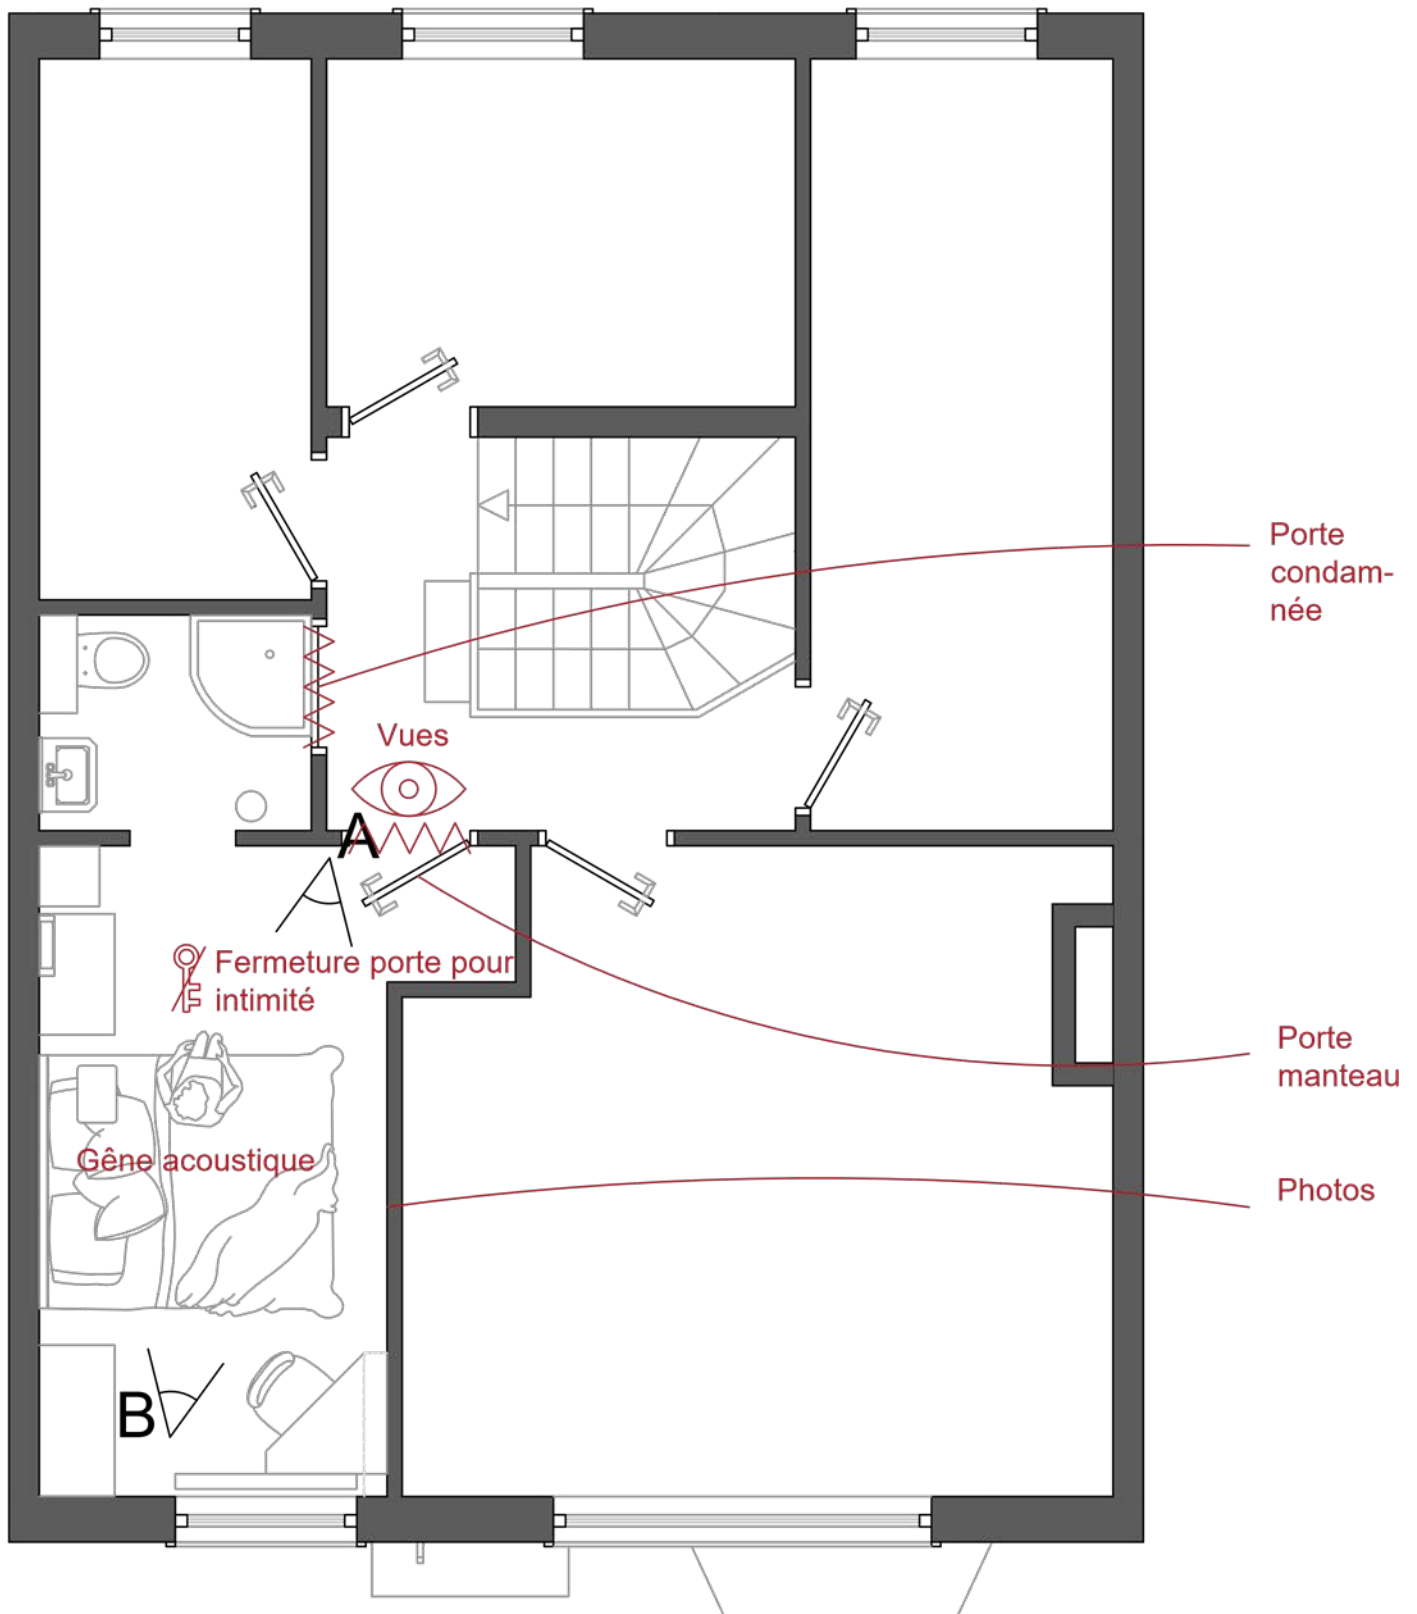 Porte
condam-
née
Vues
A
Fermeture porte pour
intimité
Porte
manteau
Gêne acoustique
Photos
B